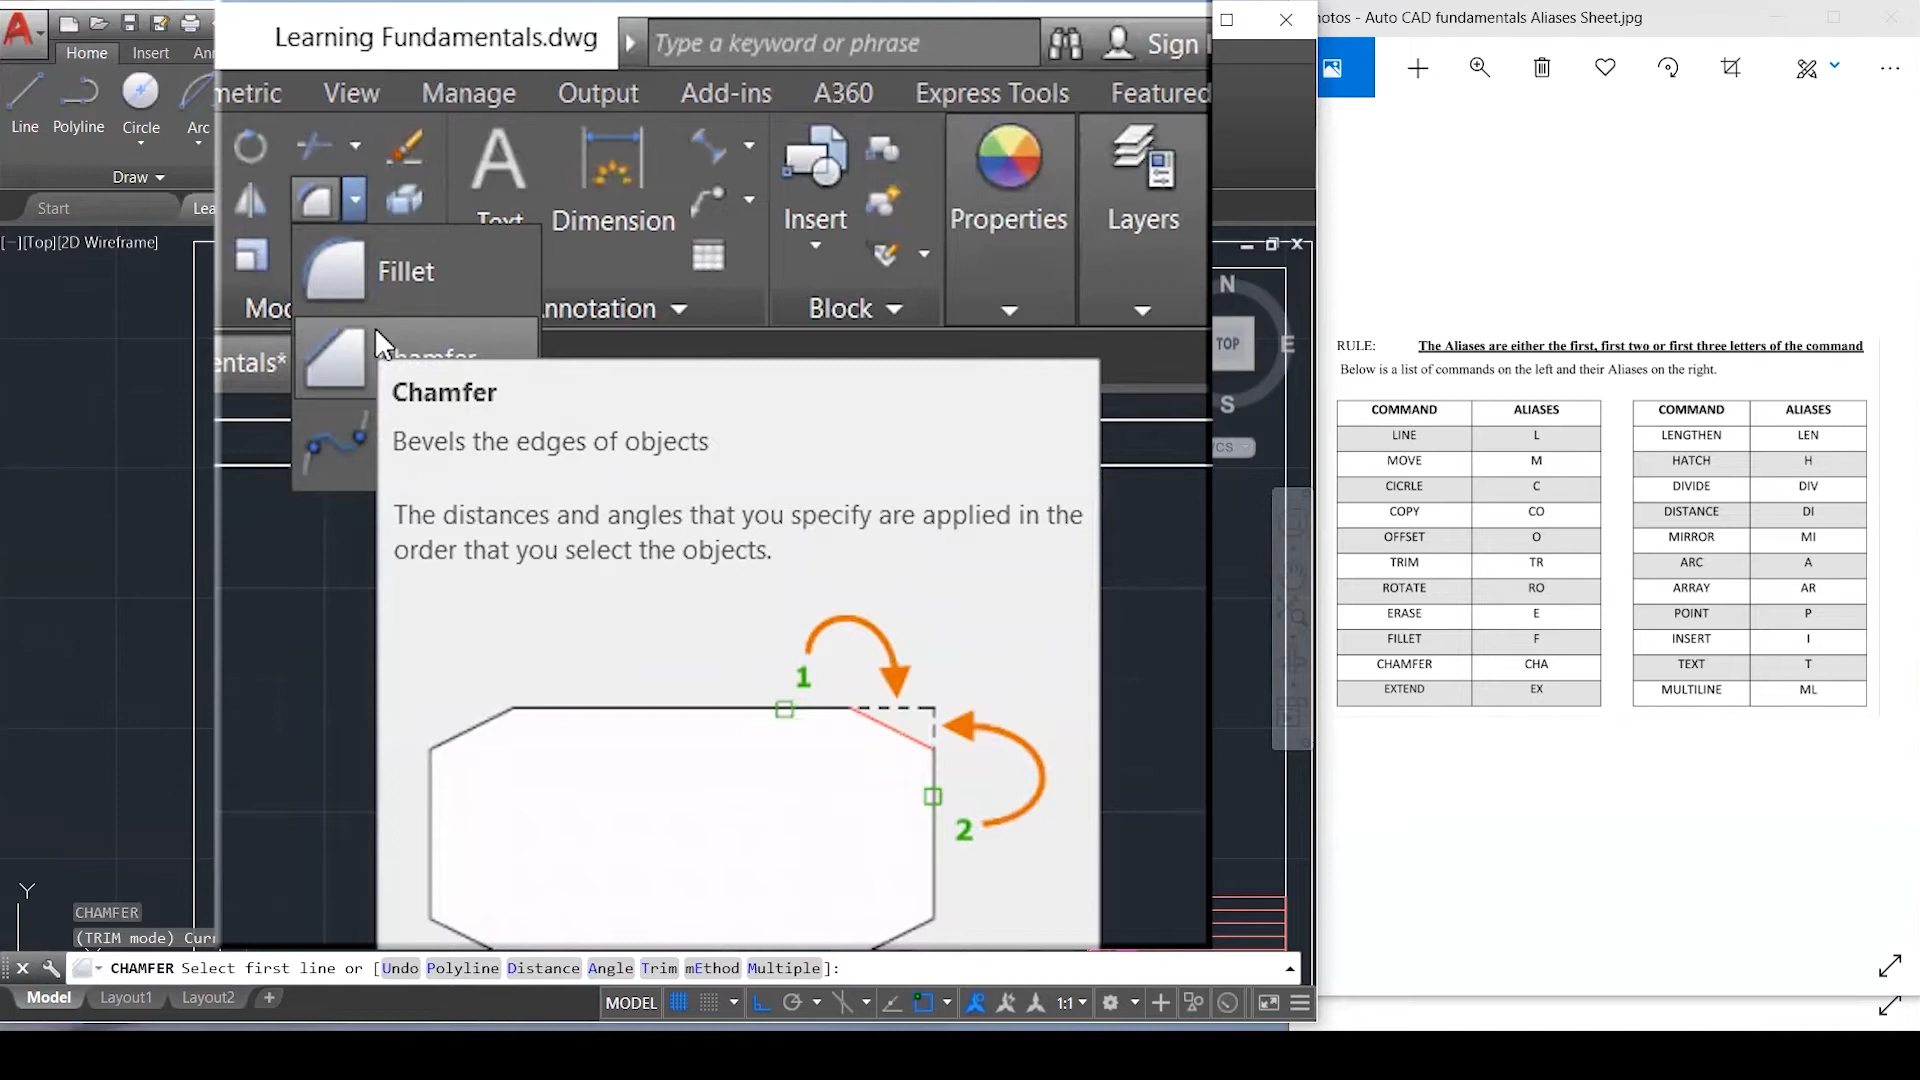 Learning Fundamentals.dwg
Type a keyword or phrase
Sign
Photos - Auto CAD fundamentals Aliases Sheet.jpg
Home
Insert
metric
View
Manage
Output
Add-ins
A360
Express Tools
Featured
Line
Polyline
Circle
Arc
Draw
Text
Dimension
Insert
Properties
Layers
Annotation
Block
Start
[−][Top][2D Wireframe]
Fillet
Chamfer
entals*
Chamfer
Bevels the edges of objects
The distances and angles that you specify are applied in the
order that you select the objects.
1
2
N
TOP
E
S
RULE: The Aliases are either the first, first two or first three letters of the command
Below is a list of commands on the left and their Aliases on the right.
COMMAND ALIASES
LINE L
MOVE M
CICRLE C
COPY CO
OFFSET O
TRIM TR
ROTATE RO
ERASE E
FILLET F
CHAMFER CHA
EXTEND EX
COMMAND ALIASES
LENGTHEN LEN
HATCH H
DIVIDE DIV
DISTANCE DI
MIRROR MI
ARC A
ARRAY AR
POINT P
INSERT I
TEXT T
MULTILINE ML
Y
CHAMFER
(TRIM mode)
CHAMFER Select first line or [Undo Polyline Distance Angle Trim mEthod Multiple]:
Model
Layout1
Layout2
MODEL
1:1